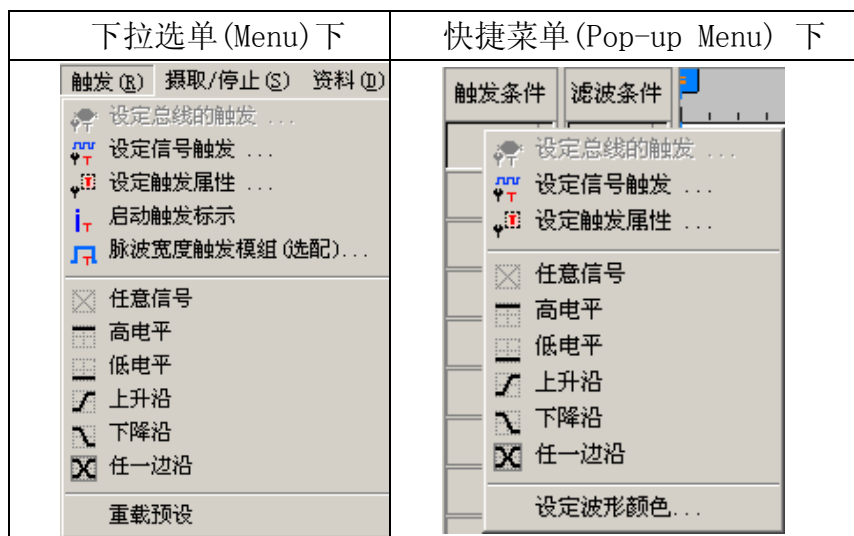 下拉选单(Menu)下
快捷菜单(Pop-up Menu) 下
触发(R) 摄取/停止(S) 资料(D)
设定总线的触发 ...
设定信号触发 ...
设定触发属性 ...
启动触发标示
脉波宽度触发模组(选配)...
任意信号
高电平
低电平
上升沿
下降沿
任一边沿
重载预设
触发条件 滤波条件
设定总线的触发 ...
设定信号触发 ...
设定触发属性 ...
任意信号
高电平
低电平
上升沿
下降沿
任一边沿
设定波形颜色...